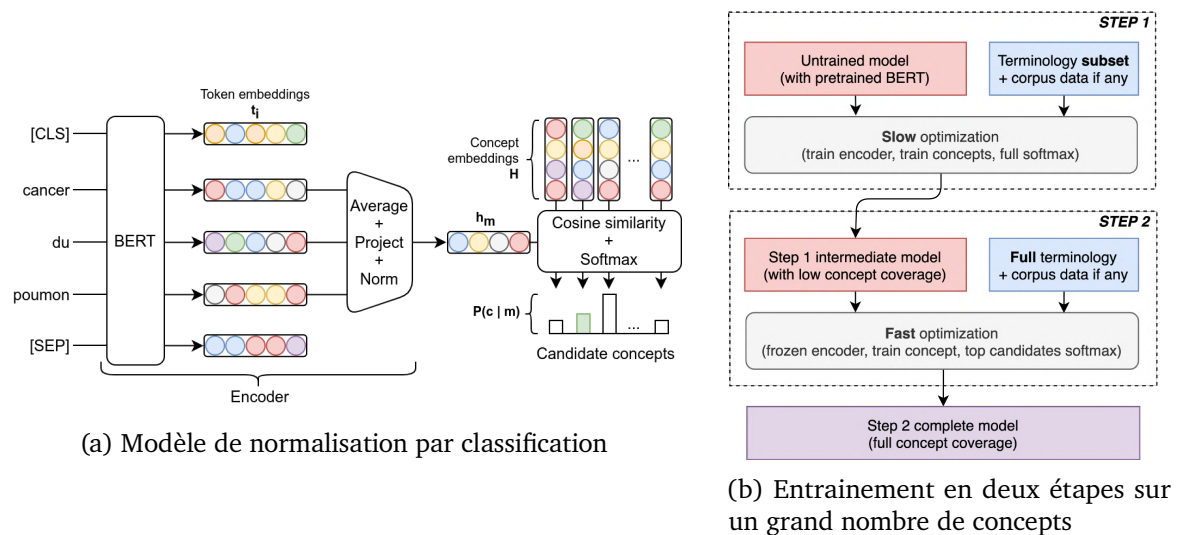 Token embeddings
t_i
[CLS]
cancer
du
poumon
[SEP]
BERT
Average
+
Project
+
Norm
Encoder
h_m
Concept
embeddings
H
...
Cosine similarity
+
Softmax
P(c | m)
...
Candidate concepts
(a) Modèle de normalisation par classification
STEP 1
Untrained model
(with pretrained BERT)
Terminology subset
+ corpus data if any
Slow optimization
(train encoder, train concepts, full softmax)
STEP 2
Step 1 intermediate model
(with low concept coverage)
Full terminology
+ corpus data if any
Fast optimization
(frozen encoder, train concept, top candidates softmax)
Step 2 complete model
(full concept coverage)
(b) Entrainement en deux étapes sur
un grand nombre de concepts